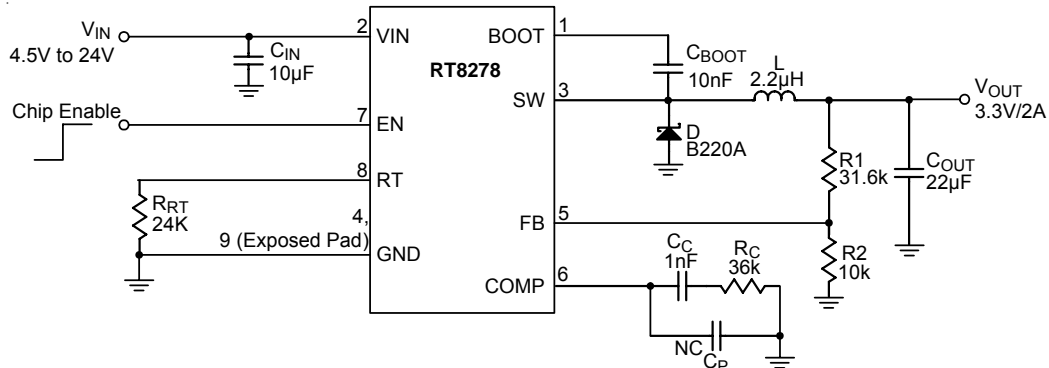 VIN
4.5V to 24V
CIN
10µF
2
VIN
BOOT
1
CBOOT
10nF
RT8278
SW
3
L
2.2µH
VOUT
3.3V/2A
Chip Enable
7
EN
D
B220A
R1
31.6k
COUT
22µF
8
RT
RRT
24K
4,
9 (Exposed Pad)
GND
FB
5
R2
10k
COMP
6
CC
1nF
RC
36k
NC
CP